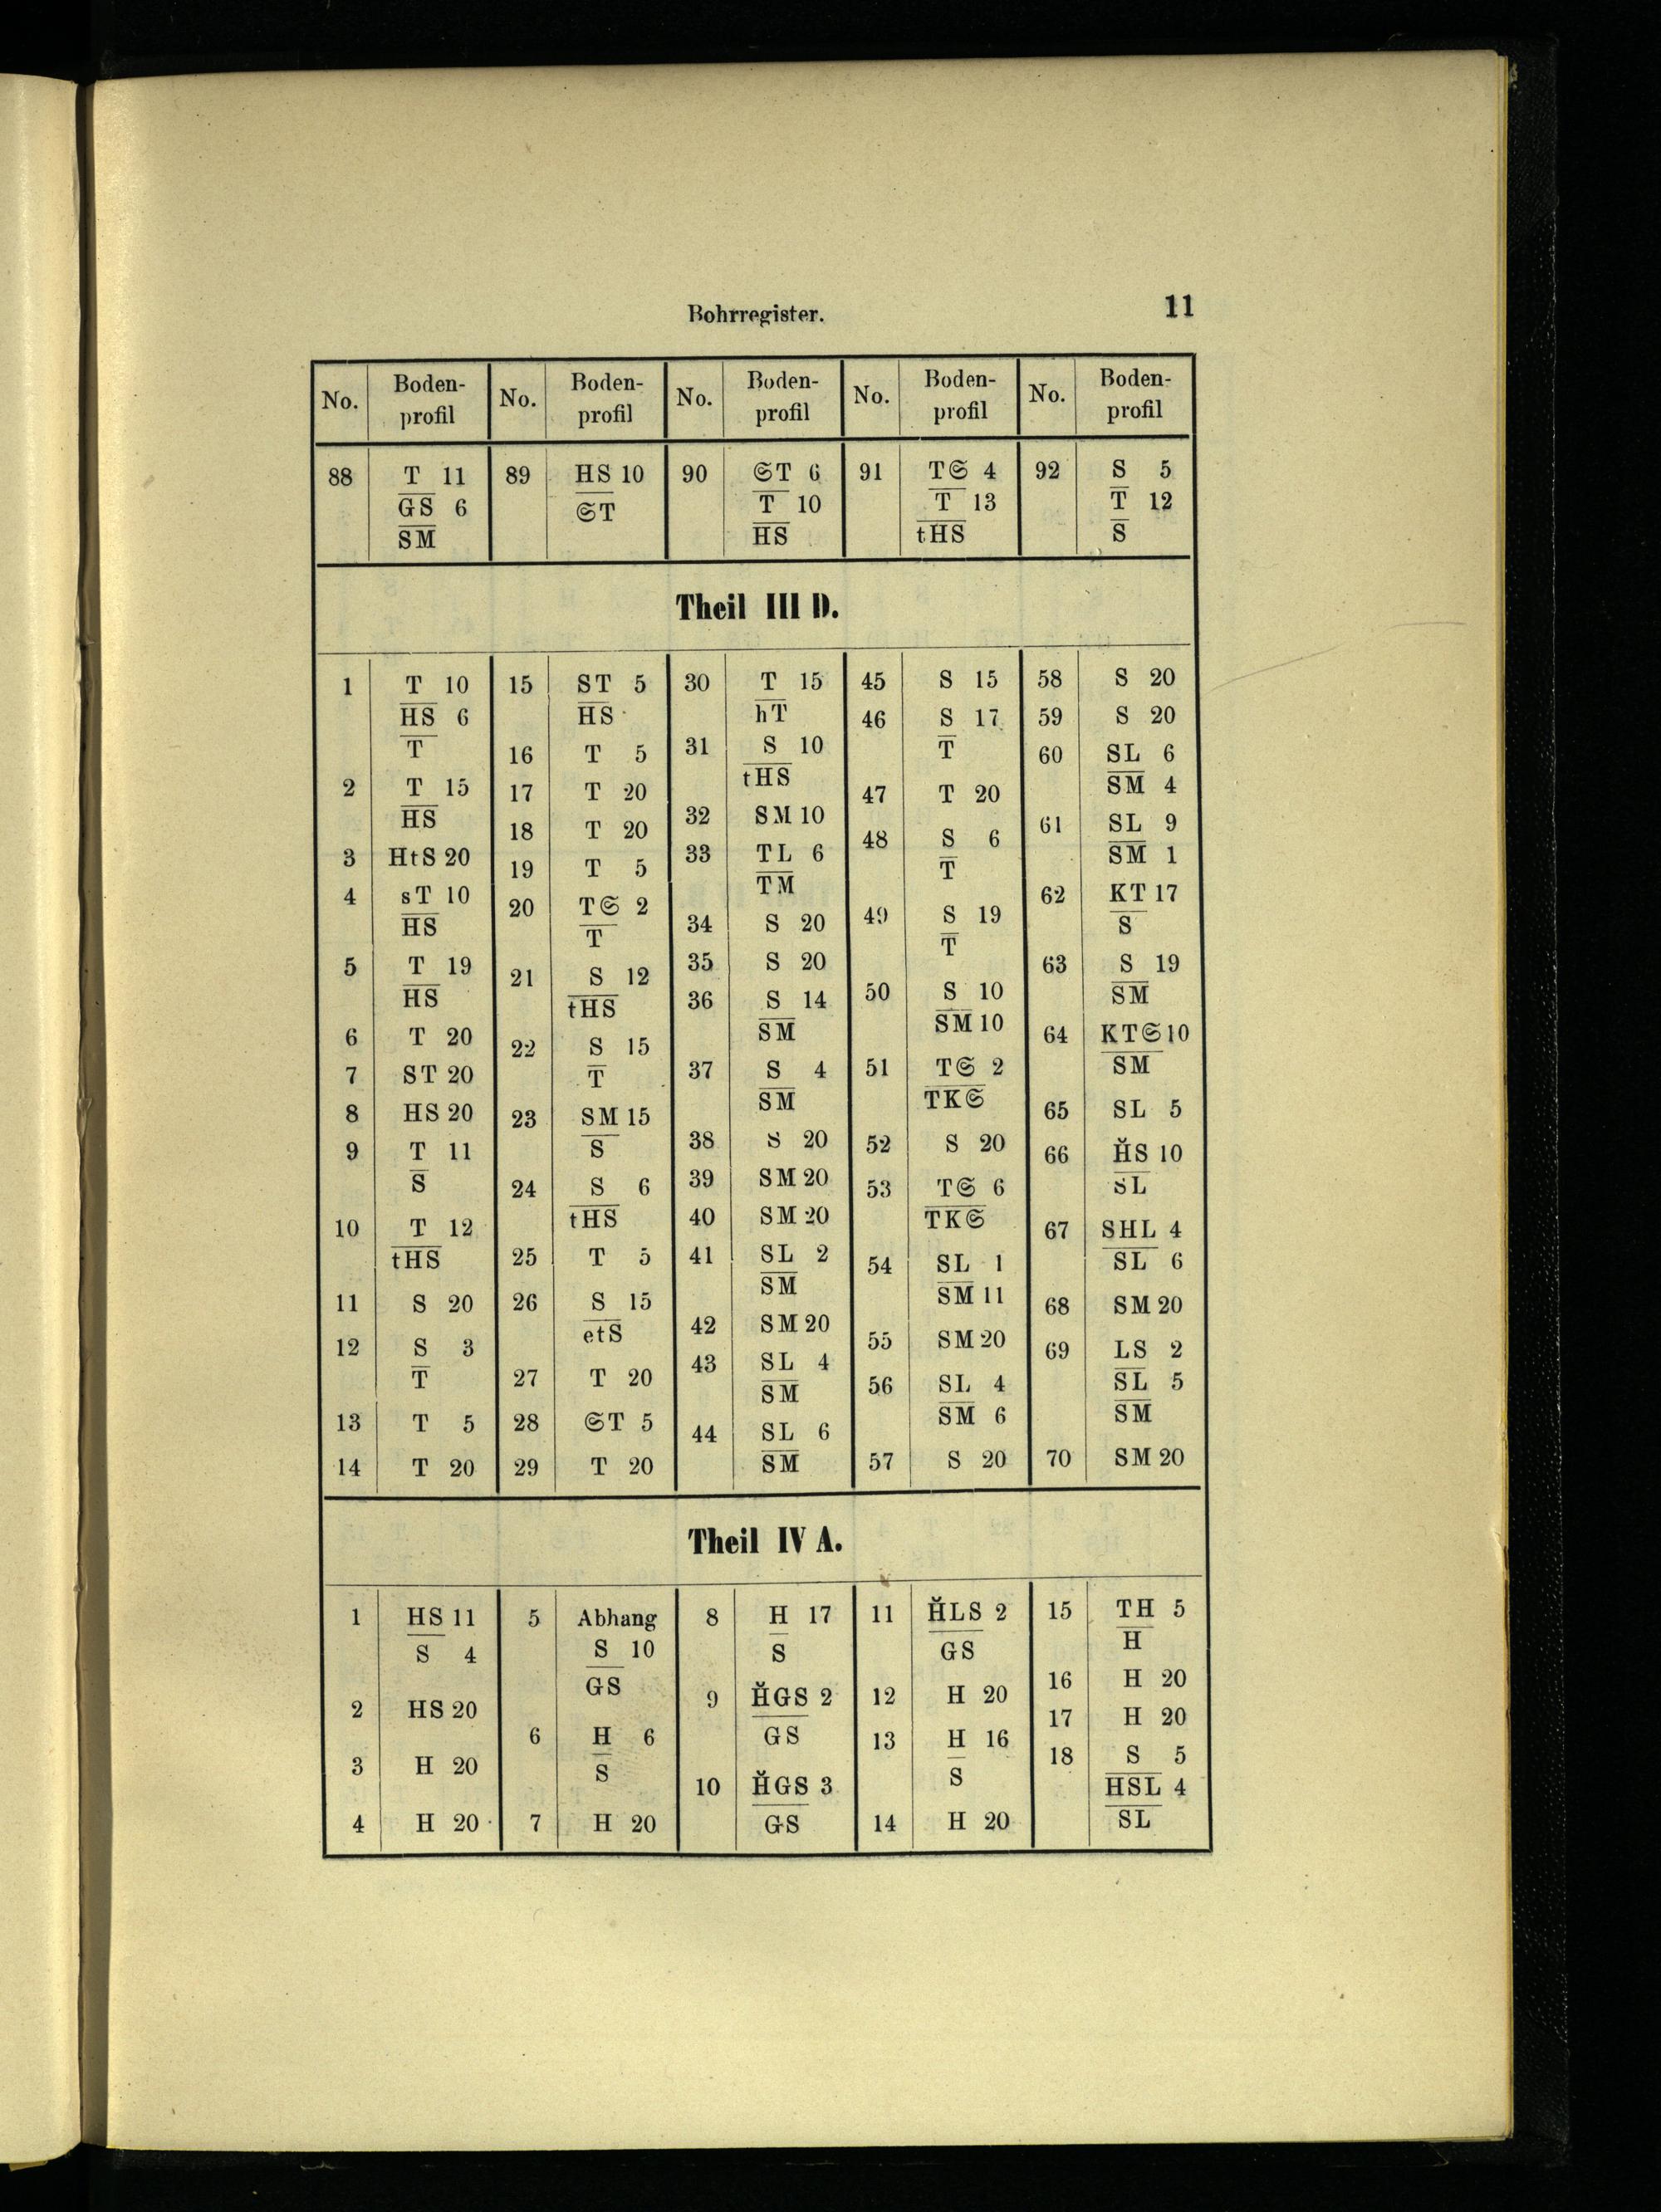 Bohrregister. 11
No. Boden-profil No. Boden-profil No. Boden-profil No. Boden-profil No. Boden-profil
88 T 11
GS 6
SM
89 HS 10
𝔖T
90 𝔖T 6
T 10
HS
91 T𝔖 4
T 13
tHS
92 S 5
T 12
S
Theil III D.
1 T 10
HS 6
T
2 T 15
HS
3 HtS 20
4 sT 10
HS
5 T 19
HS
6 T 20
7 ST 20
8 HS 20
9 T 11
S
10 T 12
tHS
11 S 20
12 S 3
T
13 T 5
14 T 20
15 ST 5
HS
16 T 5
17 T 20
18 T 20
19 T 5
20 T𝔖 2
T
21 S 12
tHS
22 S 15
T
23 SM 15
S
24 S 6
tHS
25 T 5
26 S 15
etS
27 T 20
28 𝔖T 5
29 T 20
30 T 15
hT
31 S 10
tHS
32 SM 10
33 TL 6
TM
34 S 20
35 S 20
36 S 14
SM
37 S 4
SM
38 S 20
39 SM 20
40 SM 20
41 SL 2
SM
42 SM 20
43 SL 4
SM
44 SL 6
SM
45 S 15
46 S 17
T
47 T 20
48 S 6
T
49 S 19
T
50 S 10
SM 10
51 T𝔖 2
TK𝔖
52 S 20
53 T𝔖 6
TK𝔖
54 SL 1
SM 11
55 SM 20
56 SL 4
SM 6
57 S 20
58 S 20
59 S 20
60 SL 6
SM 4
61 SL 9
SM 1
62 KT 17
S
63 S 19
SM
64 KT𝔖 10
SM
65 SL 5
66 H̆S 10
SL
67 SHL 4
SL 6
68 SM 20
69 LS 2
SL 5
SM
70 SM 20
Theil IV A.
1 HS 11
S 4
2 HS 20
3 H 20
4 H 20
5 Abhang
S 10
GS
6 H 6
S
7 H 20
8 H 17
S
9 H̆GS 2
GS
10 H̆GS 3
GS
11 H̆LS 2
GS
12 H 20
13 H 16
S
14 H 20
15 TH 5
H
16 H 20
17 H 20
18 S 5
HSL 4
SL